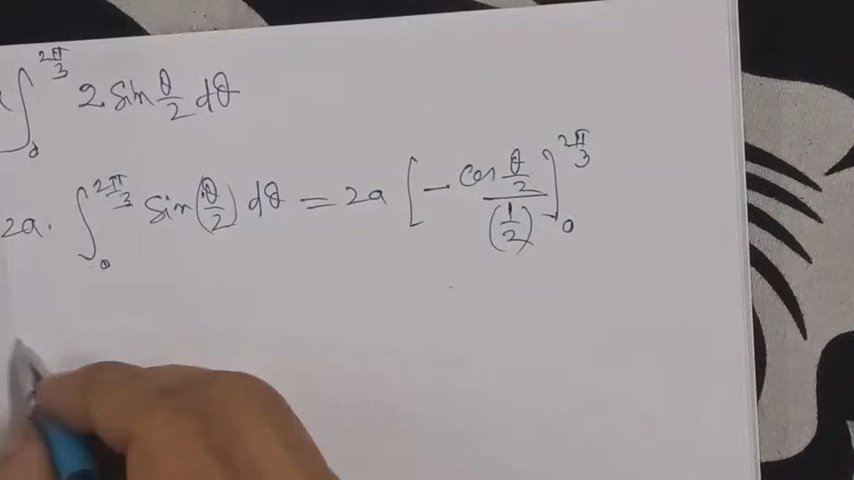 ∫₀^{2π/3} 2 sin θ/2 dθ
2a. ∫₀^{2π/3} sin(θ/2) dθ = 2a [ - cos θ/2 / (1/2) ]₀^{2π/3}